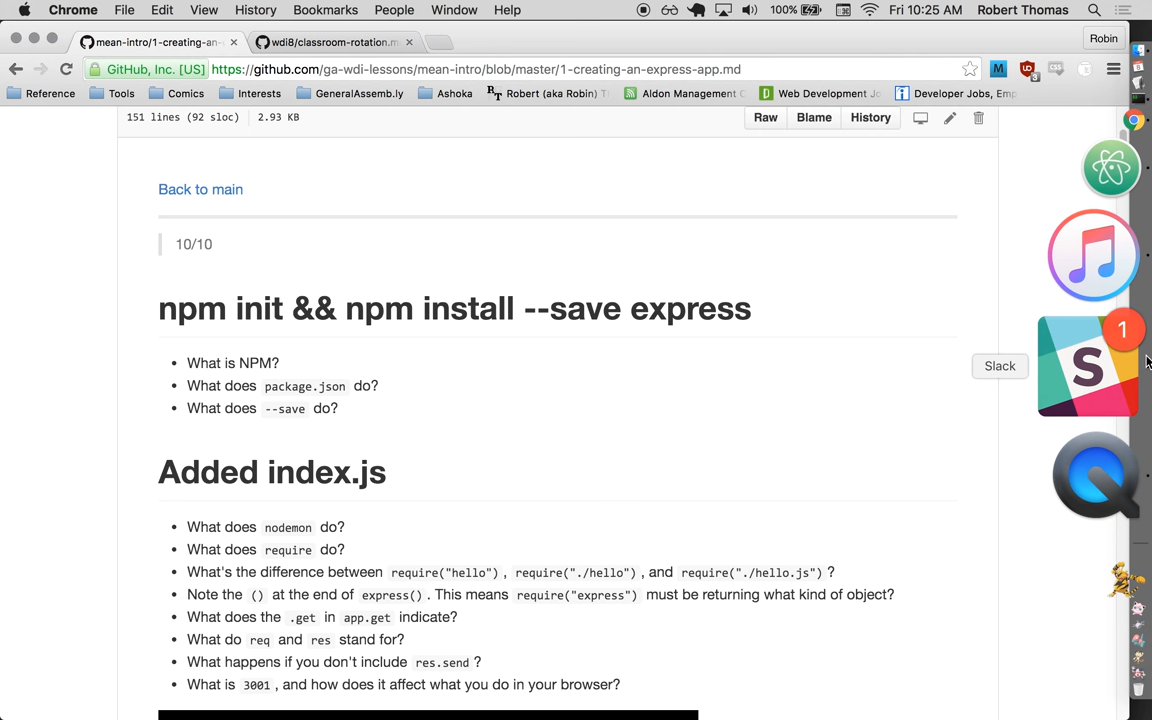 Chrome File Edit View History Bookmarks People Window Help 100% Fri 10:25 AM Robert Thomas
mean-intro/1-creating-an- wdi8/classroom-rotation.m Robin
GitHub, Inc. [US] https://github.com/ga-wdi-lessons/mean-intro/blob/master/1-creating-an-express-app.md
Reference Tools Comics Interests GeneralAssemb.ly Ashoka Robert (aka Robin) T Aldon Management C Web Development Jo Developer Jobs, Emp
151 lines (92 sloc) 2.93 KB Raw Blame History
Back to main
10/10
npm init && npm install --save express
• What is NPM?
• What does package.json do?
• What does --save do?
Slack
1
Added index.js
• What does nodemon do?
• What does require do?
• What's the difference between require("hello"), require("./hello"), and require("./hello.js")?
• Note the () at the end of express(). This means require("express") must be returning what kind of object?
• What does the .get in app.get indicate?
• What do req and res stand for?
• What happens if you don't include res.send?
• What is 3001, and how does it affect what you do in your browser?